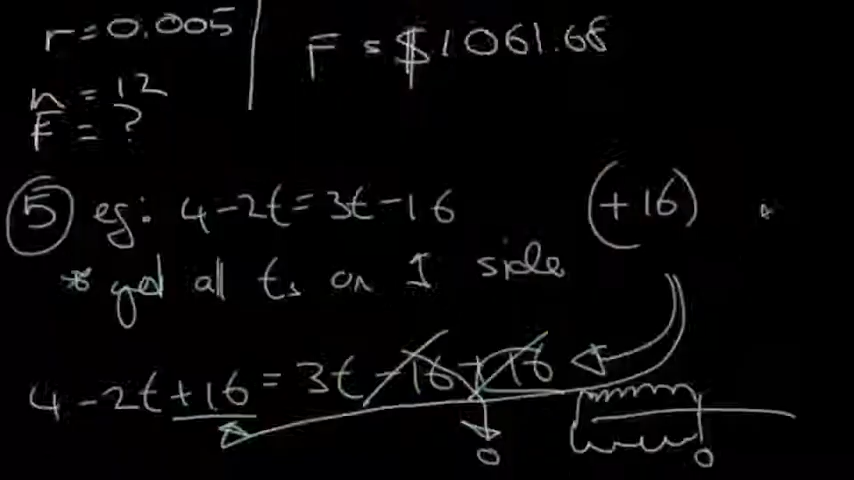 r = 0.005
F = $1061.68
n = 12
F = ?
5 eg: 4 - 2t = 3t - 16 (+16)
* get all ts on 1 side
4 - 2t + 16 = 3t - 16 + 16
0 0